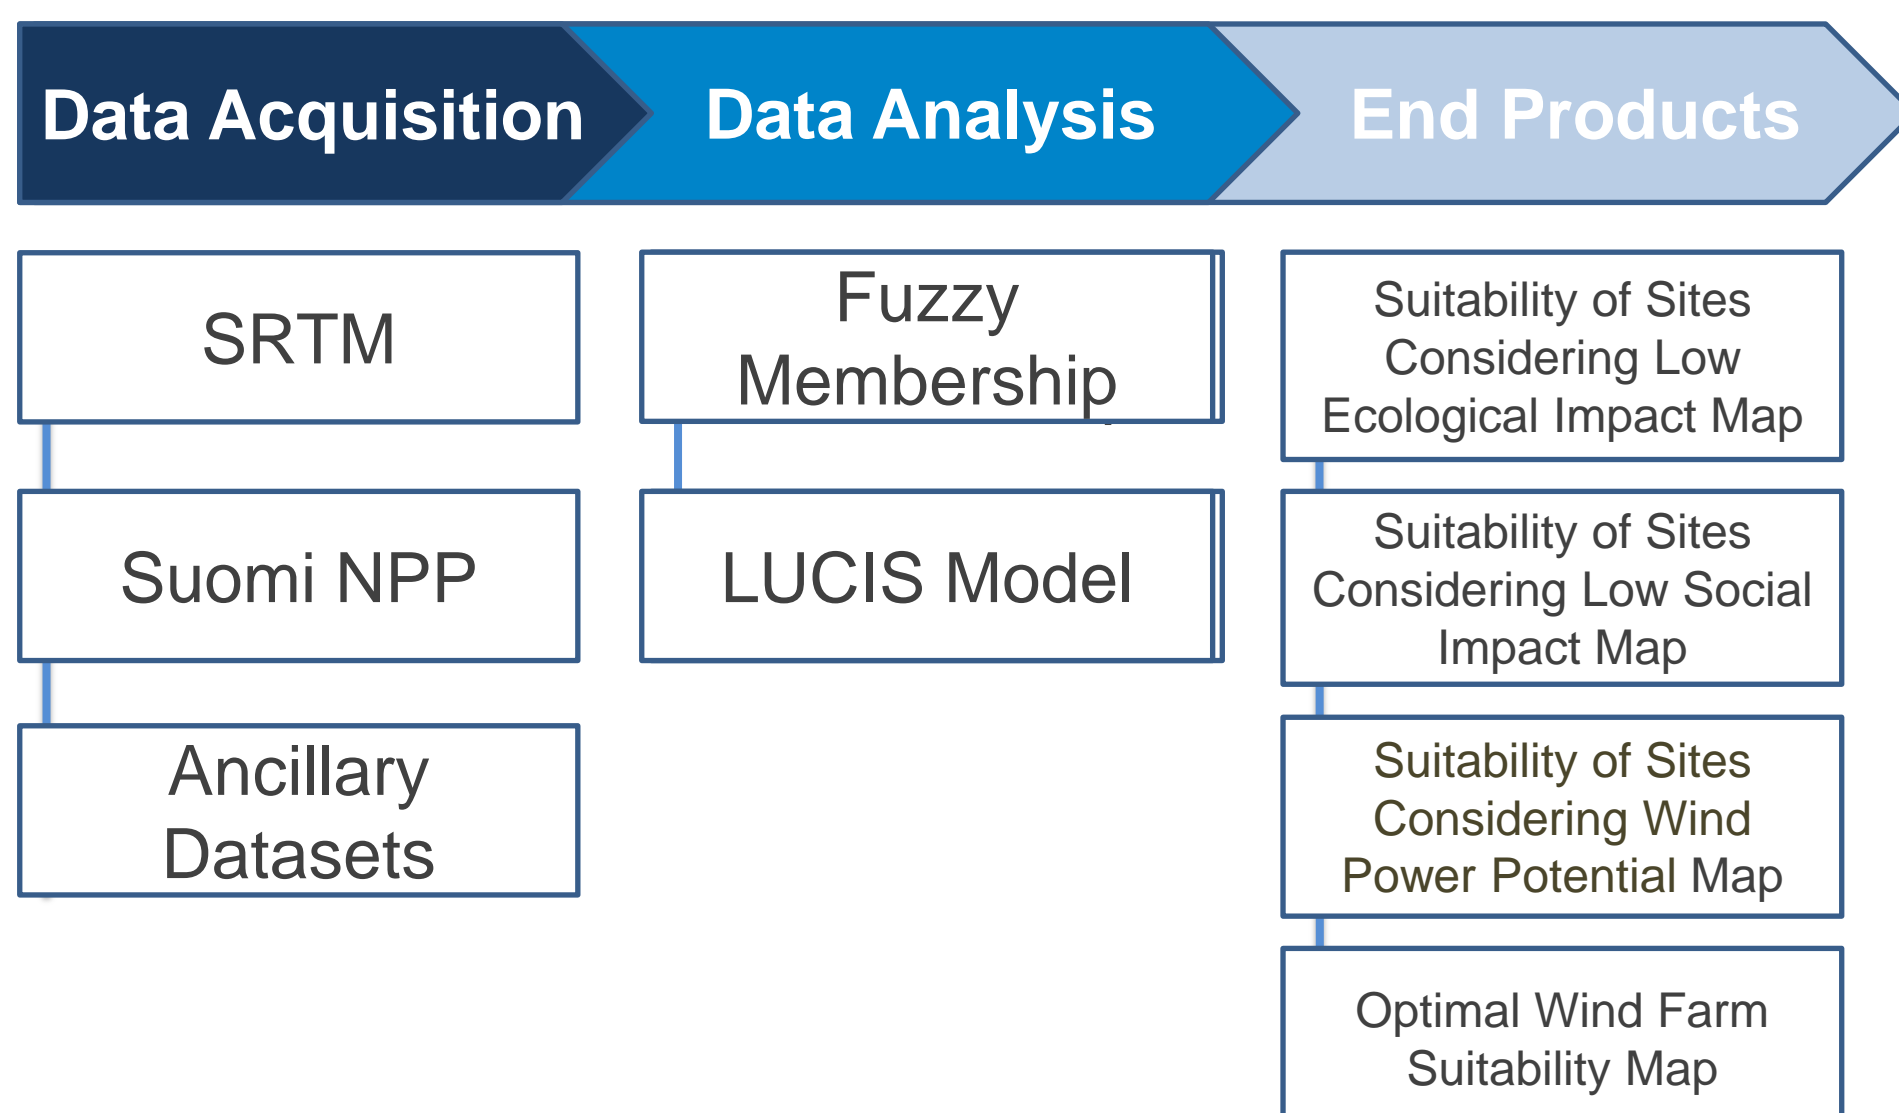 Data Acquisition
Data Analysis
End Products
SRTM
Suomi NPP
Ancillary
Datasets
Fuzzy
Membership
LUCIS Model
Suitability of Sites
Considering Low
Ecological Impact Map
Suitability of Sites
Considering Low Social
Impact Map
Suitability of Sites
Considering Wind
Power Potential Map
Optimal Wind Farm
Suitability Map